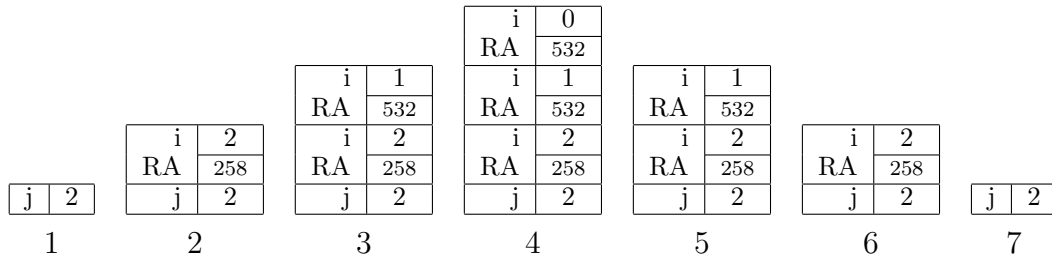 i 0
RA 532
i 1 i 1 i 1
RA 532 RA 532 RA 532
i 2 i 2 i 2 i 2 i 2
RA 258 RA 258 RA 258 RA 258 RA 258
j 2 j 2 j 2 j 2 j 2 j 2 j 2
1 2 3 4 5 6 7